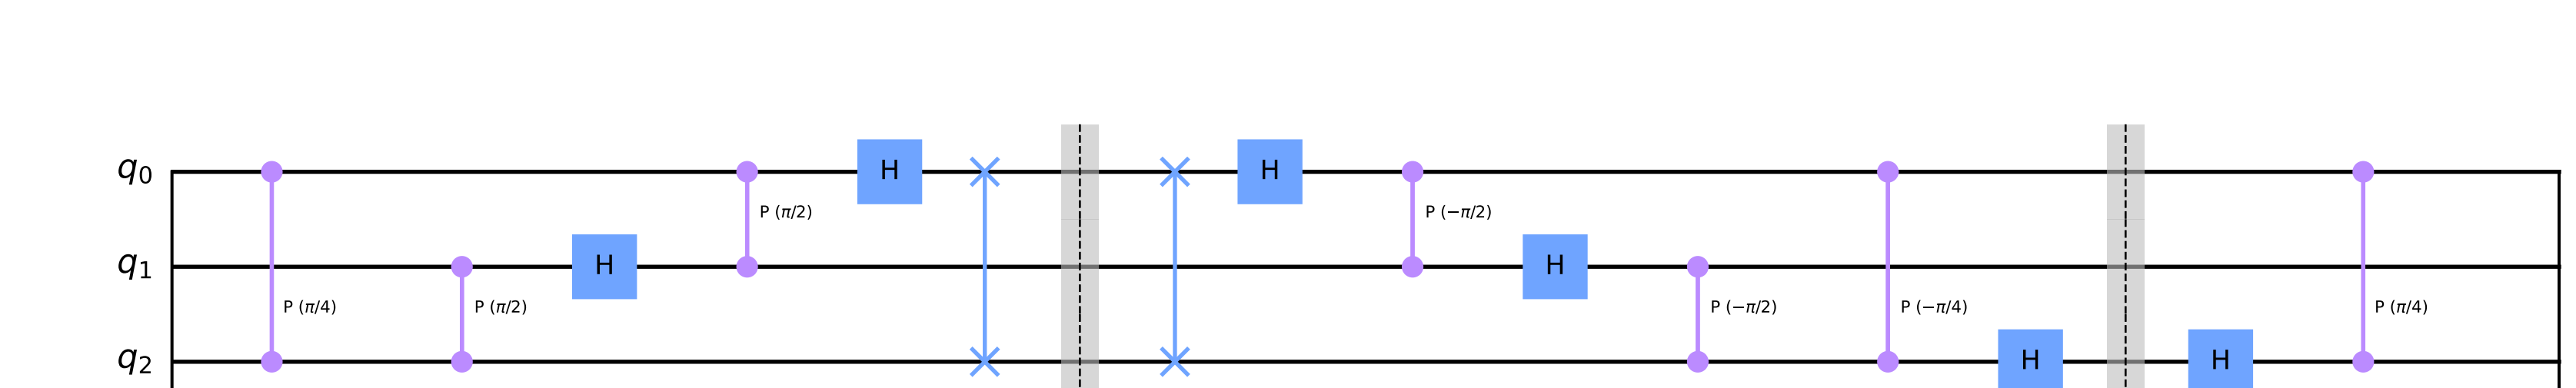 q0 H H
P (π/2) P (−π/2)
q1 H H
P (π/4) P (π/2) P (−π/2) P (−π/4) P (π/4)
q2 H H